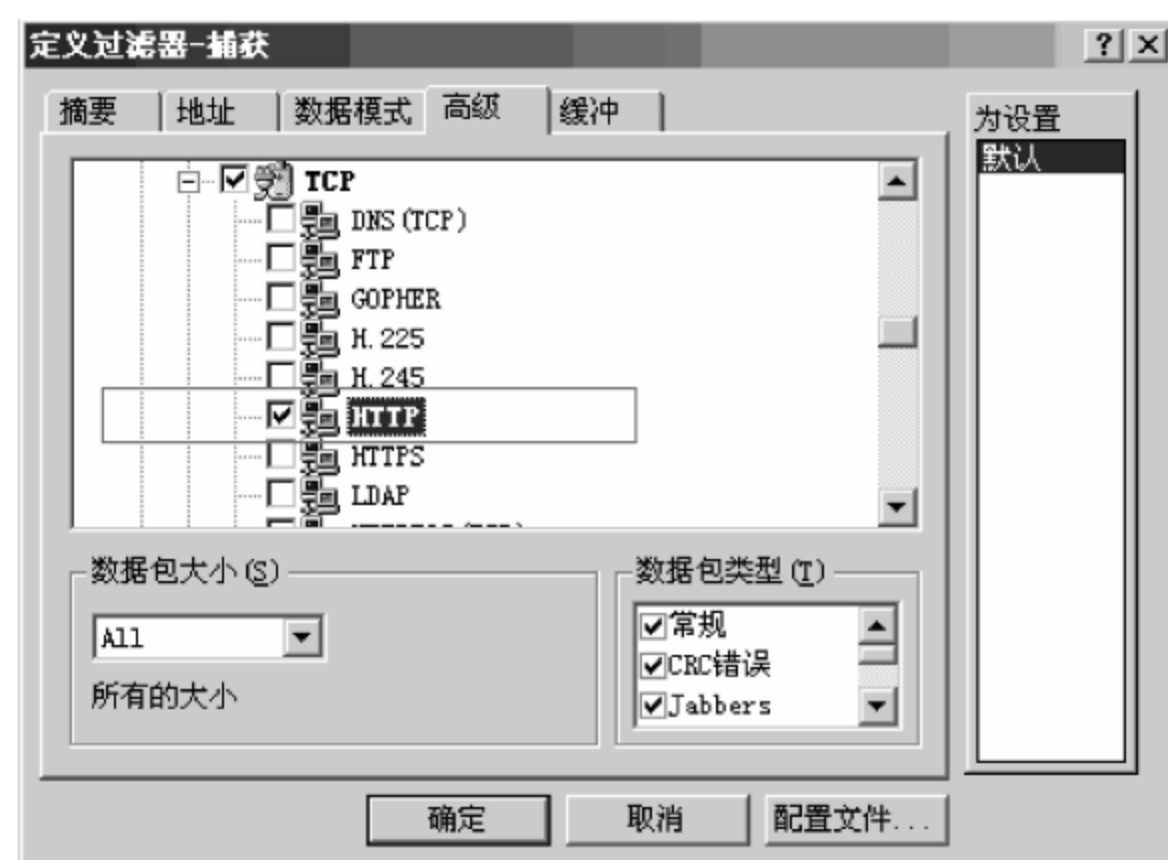 定义过滤器-捕获
摘要 地址 数据模式 高级 缓冲
为设置
默认
TCP
DNS(TCP)
FTP
GOPHER
H.225
H.245
HTTP
HTTPS
LDAP
数据包大小(S)
All
所有的大小
数据包类型(T)
常规
CRC错误
Jabbers
确定 取消 配置文件...